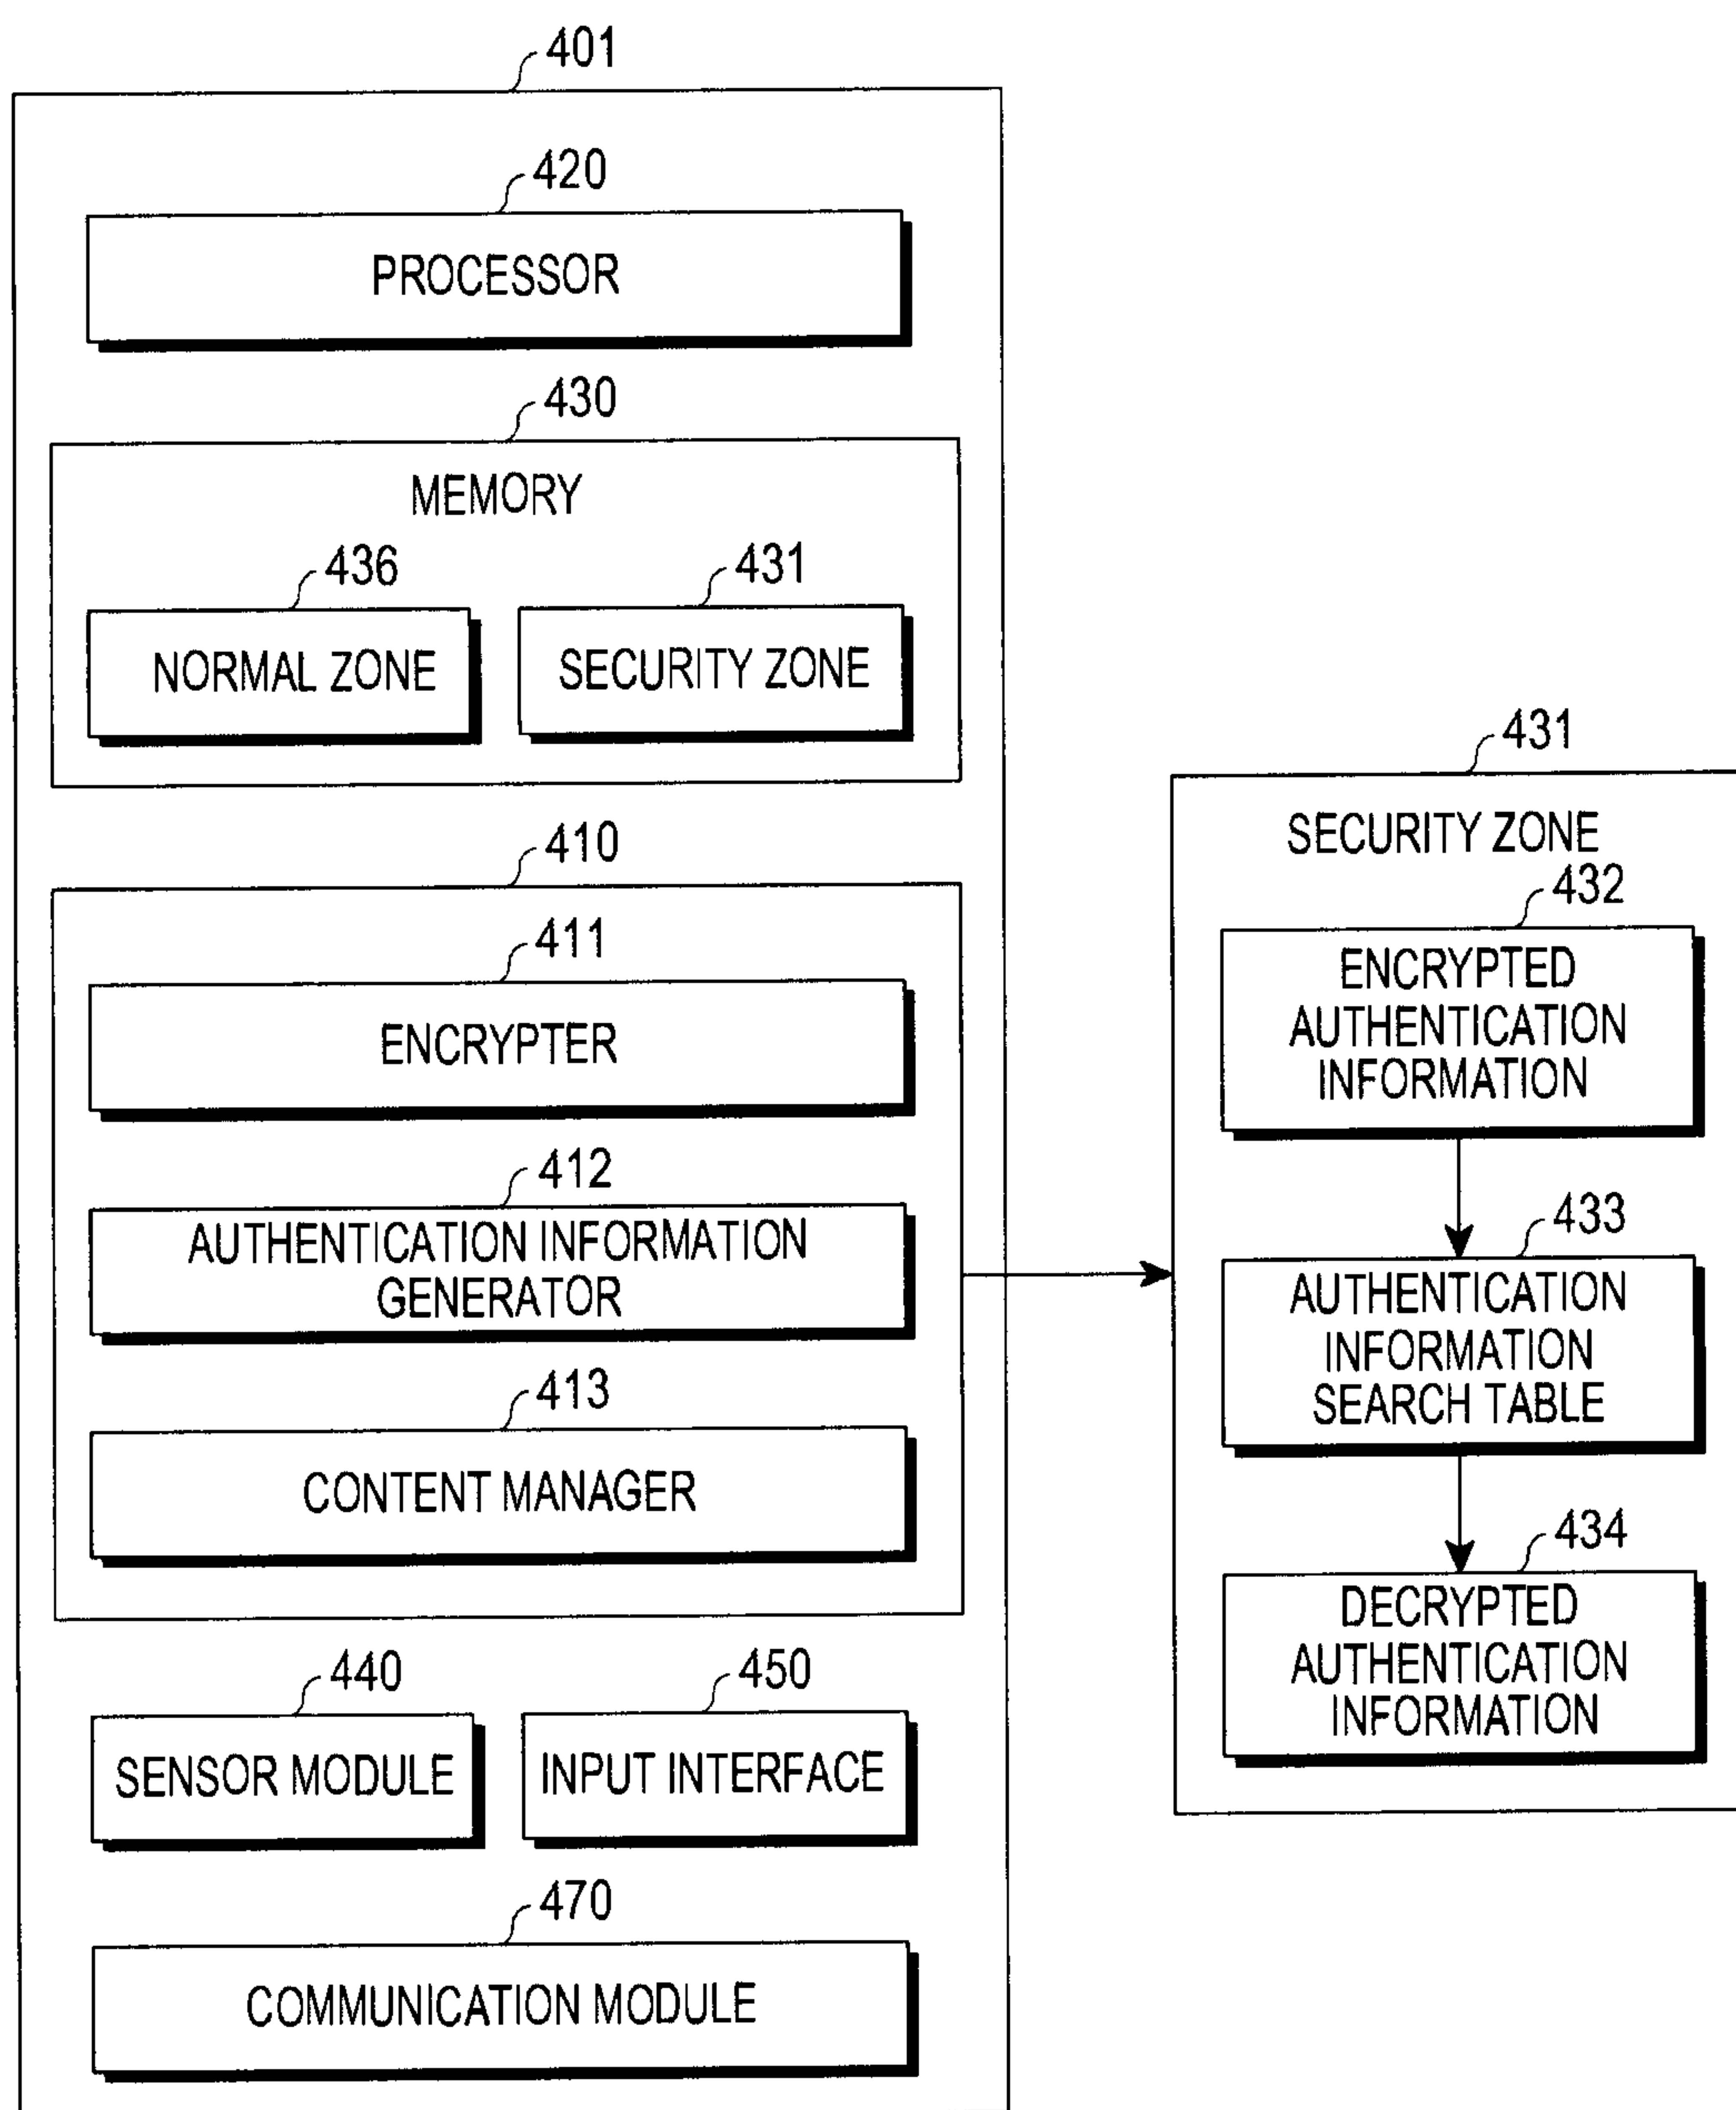 401
420
PROCESSOR
430
MEMORY
436
431
NORMAL ZONE
SECURITY ZONE
410
411
ENCRYPTER
412
AUTHENTICATION INFORMATION
GENERATOR
413
CONTENT MANAGER
440
450
SENSOR MODULE
INPUT INTERFACE
470
COMMUNICATION MODULE
431
SECURITY ZONE
432
ENCRYPTED
AUTHENTICATION
INFORMATION
433
AUTHENTICATION
INFORMATION
SEARCH TABLE
434
DECRYPTED
AUTHENTICATION
INFORMATION